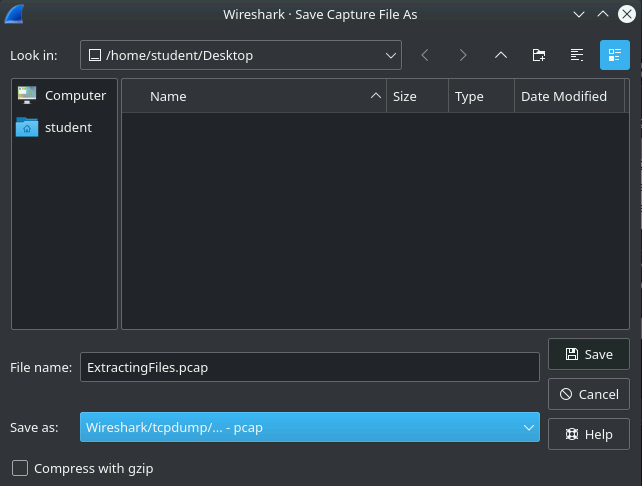 Wireshark · Save Capture File As
Look in: /home/student/Desktop
Computer
student
Name Size Type Date Modified
File name: ExtractingFiles.pcap
Save
Cancel
Save as: Wireshark/tcpdump/... - pcap
Help
Compress with gzip